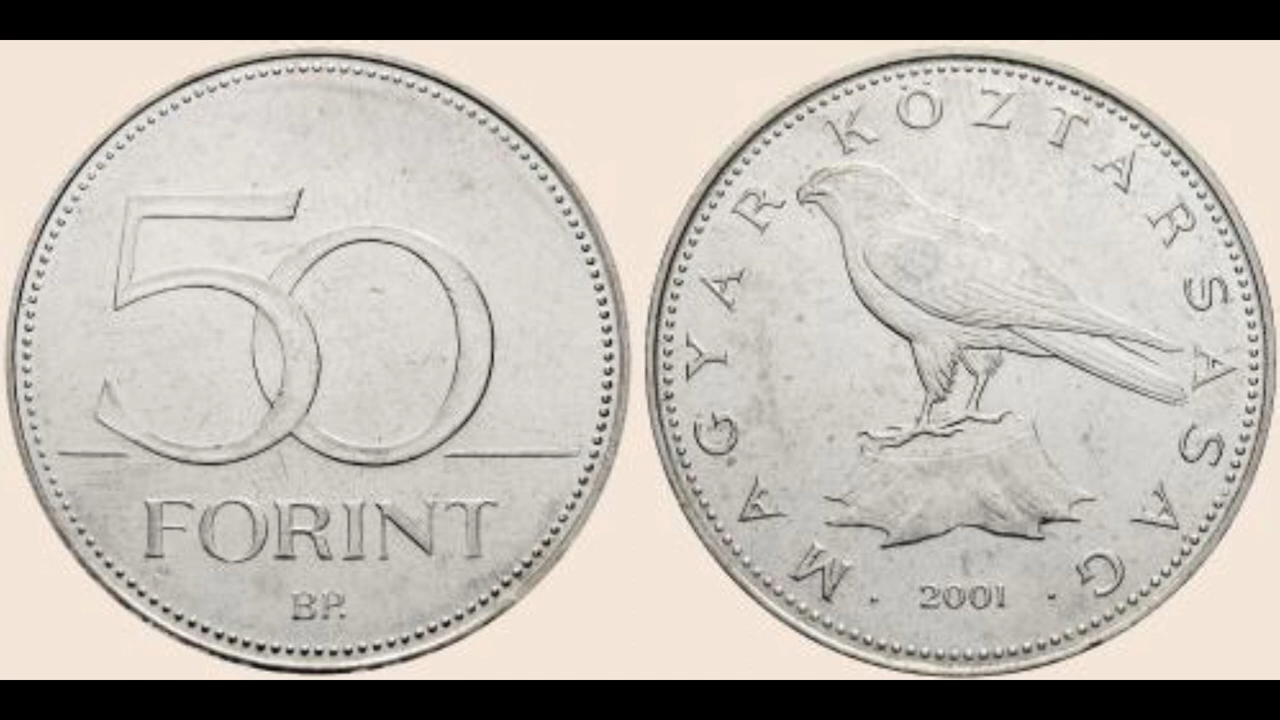 50
FORINT
BP.
MAGYAR KÖZTÁRSASÁG
· 2001 ·